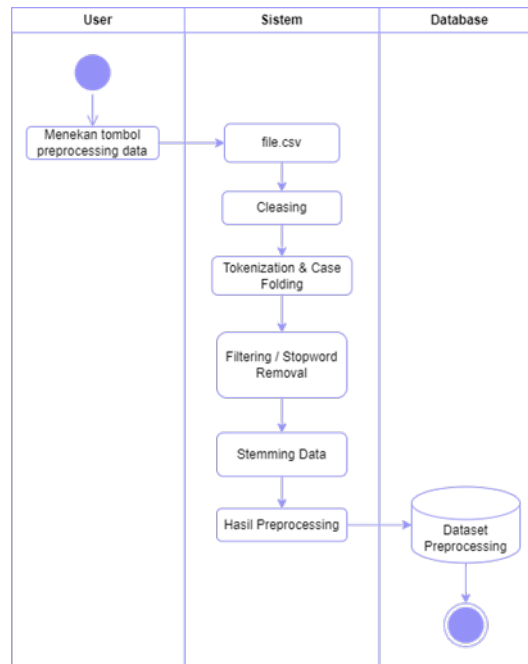 User
Sistem
Database
Menekan tombol
preprocessing data
file.csv
Cleasing
Tokenization & Case
Folding
Filtering / Stopword
Removal
Stemming Data
Hasil Preprocessing
Dataset
Preprocessing